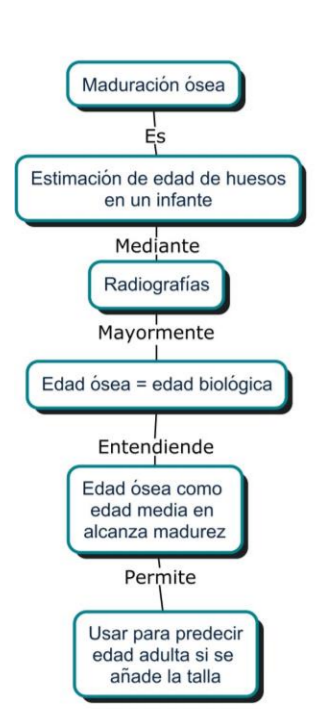 Maduración ósea
Es
Estimación de edad de huesos
en un infante
Mediante
Radiografías
Mayormente
Edad ósea = edad biológica
Entendiende
Edad ósea como
edad media en
alcanza madurez
Permite
Usar para predecir
edad adulta si se
añade la talla